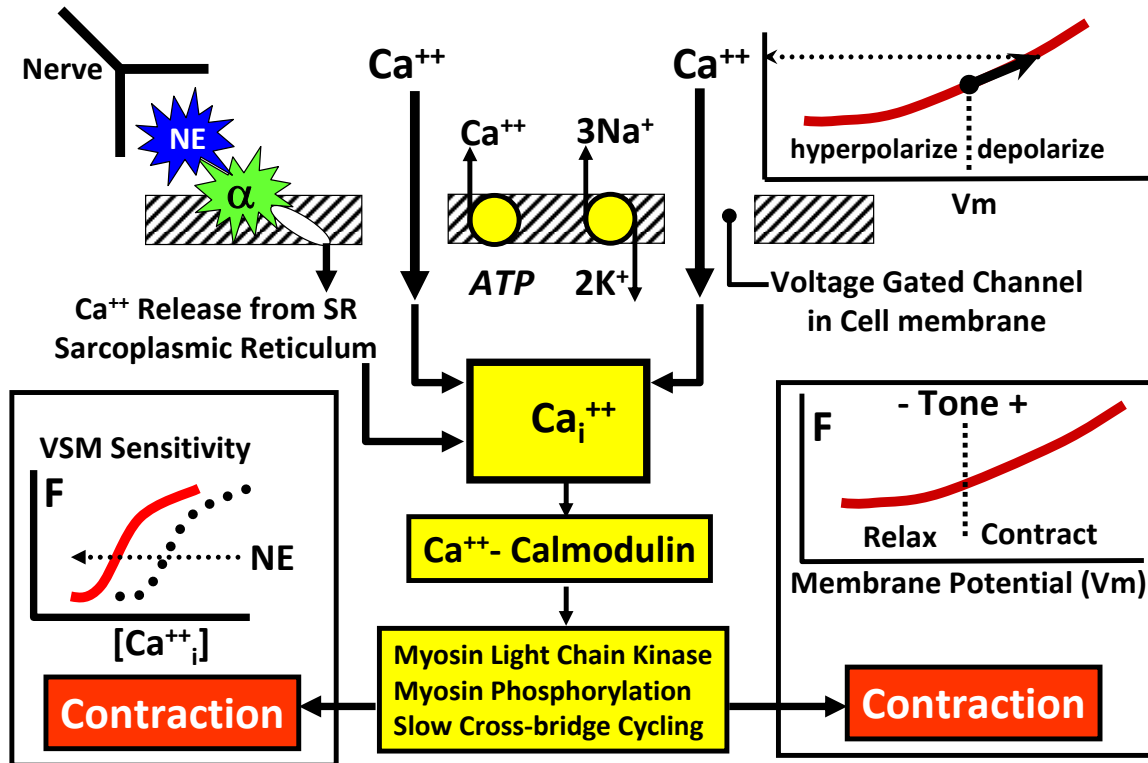 Nerve
NE
α
Ca⁺⁺
Ca⁺⁺
Ca⁺⁺
3Na⁺
ATP
2K⁺
hyperpolarize
depolarize
Vm
Ca⁺⁺ Release from SR
Sarcoplasmic Reticulum
Voltage Gated Channel
in Cell membrane
Caᵢ⁺⁺
VSM Sensitivity
F
NE
[Ca⁺⁺ᵢ]
Contraction
Ca⁺⁺- Calmodulin
Myosin Light Chain Kinase
Myosin Phosphorylation
Slow Cross-bridge Cycling
- Tone +
F
Relax
Contract
Membrane Potential (Vm)
Contraction